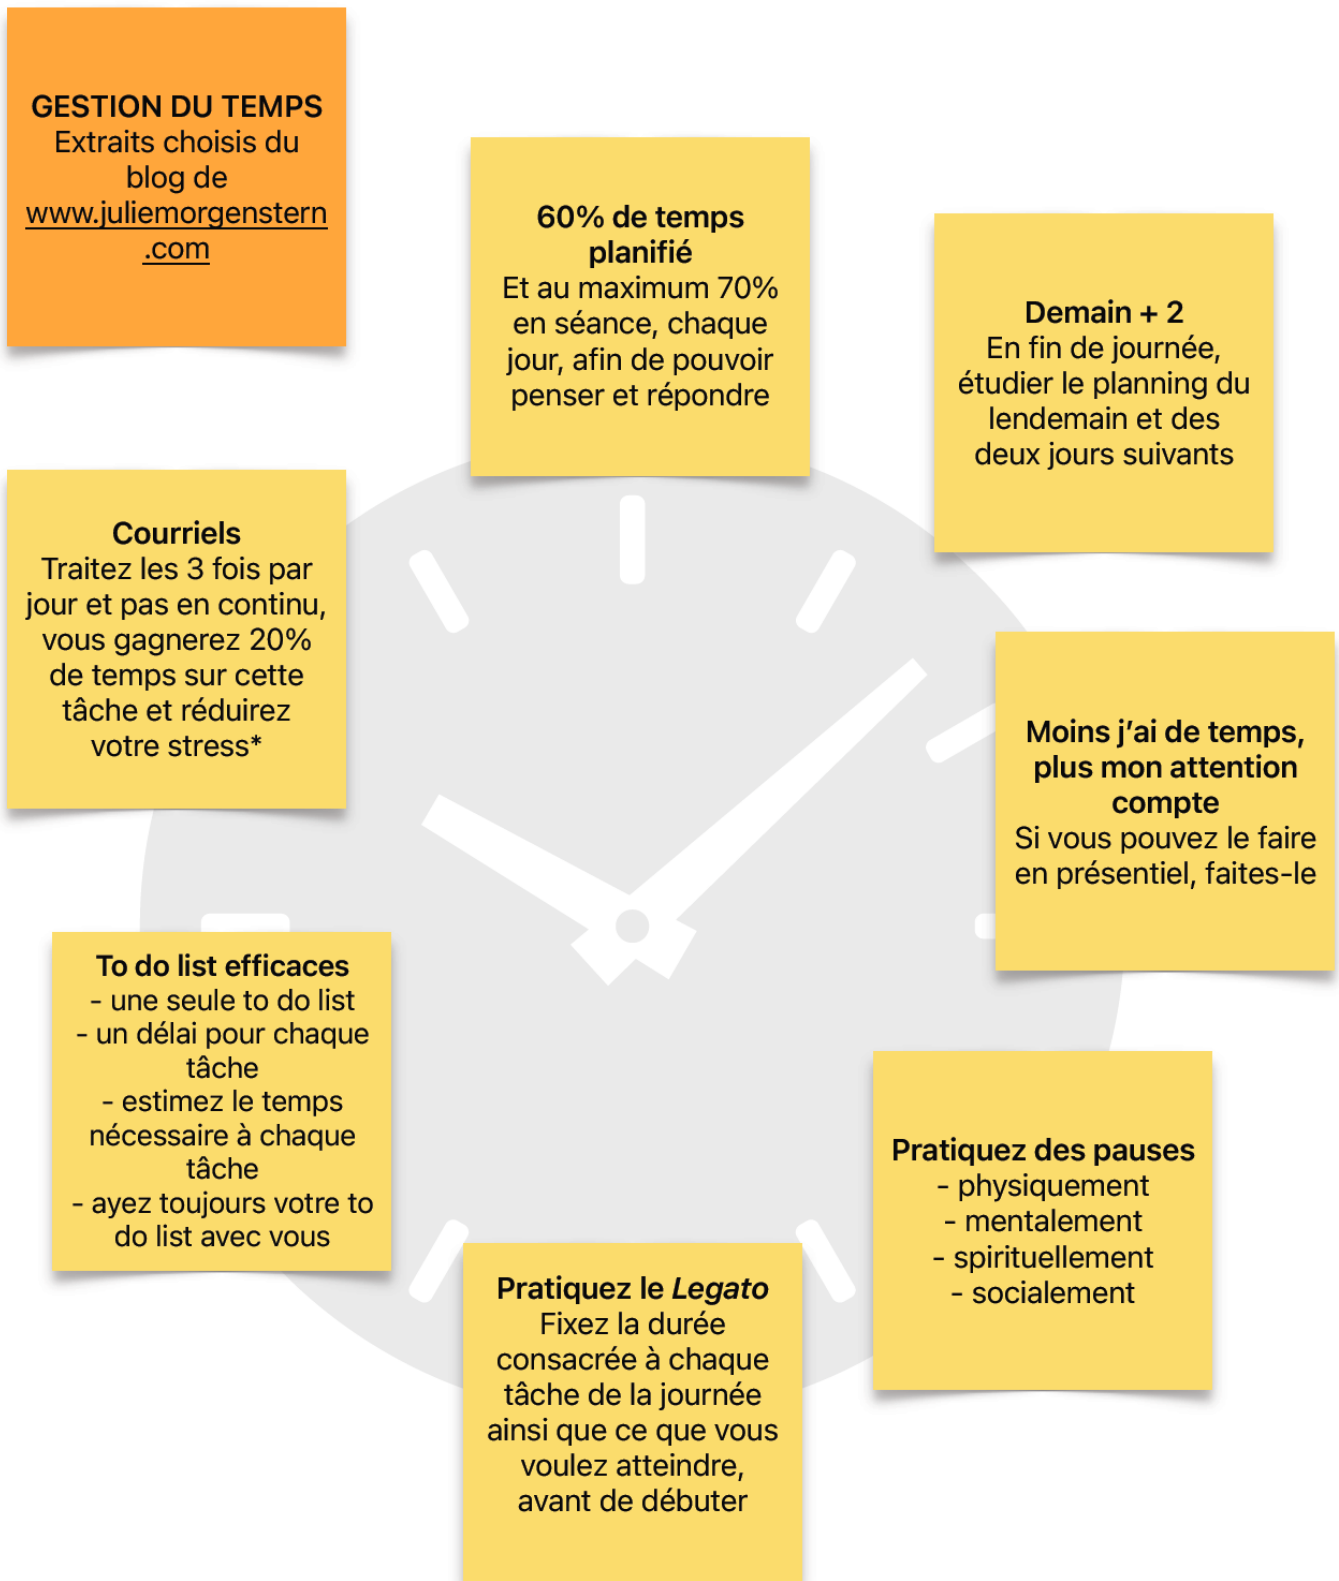 GESTION DU TEMPS
Extraits choisis du
blog de
www.juliemorgenstern
.com
60% de temps
planifié
Et au maximum 70%
en séance, chaque
jour, afin de pouvoir
penser et répondre
Demain + 2
En fin de journée,
étudier le planning du
lendemain et des
deux jours suivants
Moins j’ai de temps,
plus mon attention
compte
Si vous pouvez le faire
en présentiel, faites-le
Pratiquez des pauses
- physiquement
- mentalement
- spirituellement
- socialement
Pratiquez le Legato
Fixez la durée
consacrée à chaque
tâche de la journée
ainsi que ce que vous
voulez atteindre,
avant de débuter
To do list efficaces
- une seule to do list
- un délai pour chaque
tâche
- estimez le temps
nécessaire à chaque
tâche
- ayez toujours votre to
do list avec vous
Courriels
Traitez les 3 fois par
jour et pas en continu,
vous gagnerez 20%
de temps sur cette
tâche et réduirez
votre stress*